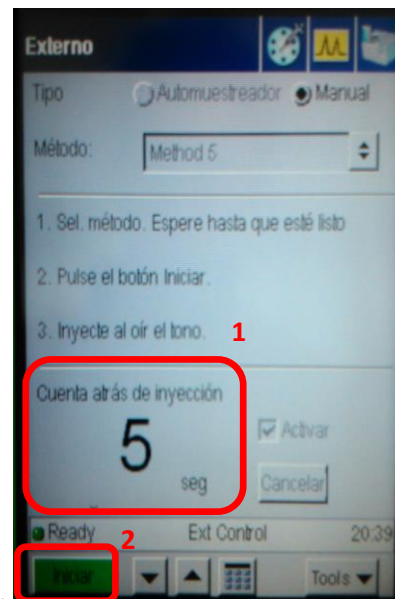 Externo
Tipo Automuestreador Manual
Método: Method 5
1. Sel. método. Espere hasta que esté listo
2. Pulse el botón Iniciar.
3. Inyecte al oír el tono. 1
Cuenta atrás de inyección
5
Activar
seg Cancelar
Ready 2 Ext Control 20:39
Iniciar Tools